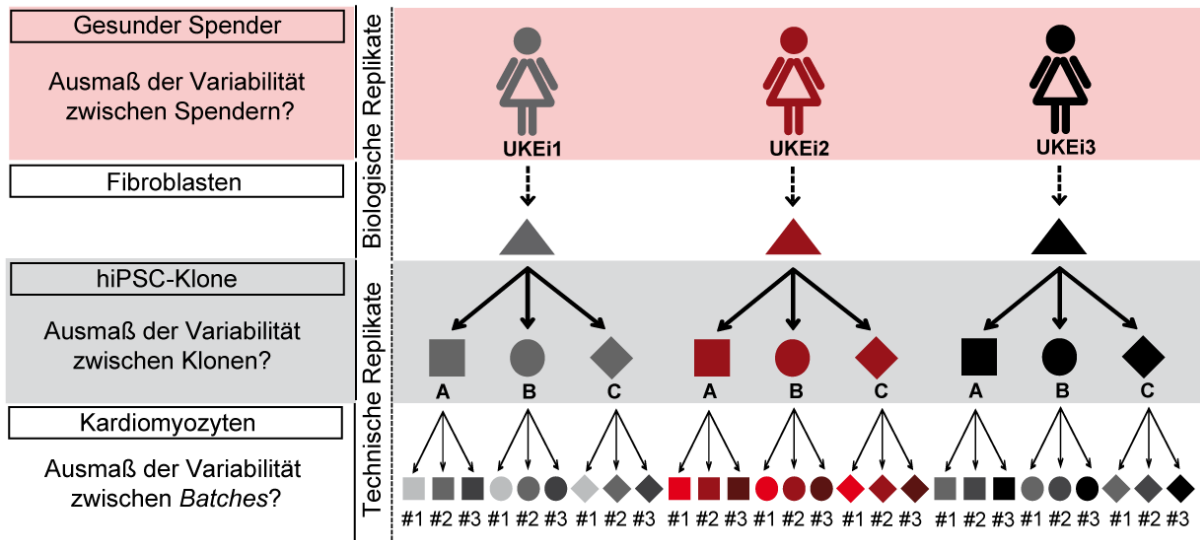 Gesunder Spender
Ausmaß der Variabilität
zwischen Spendern?
Biologische Replikate
UKEi1 UKEi2 UKEi3
Fibroblasten
hiPSC-Klone
Ausmaß der Variabilität
zwischen Klonen?
Technische Replikate
A B C A B C A B C
Kardiomyozyten
Ausmaß der Variabilität
zwischen Batches?
#1 #2 #3 #1 #2 #3 #1 #2 #3 #1 #2 #3 #1 #2 #3 #1 #2 #3 #1 #2 #3 #1 #2 #3 #1 #2 #3